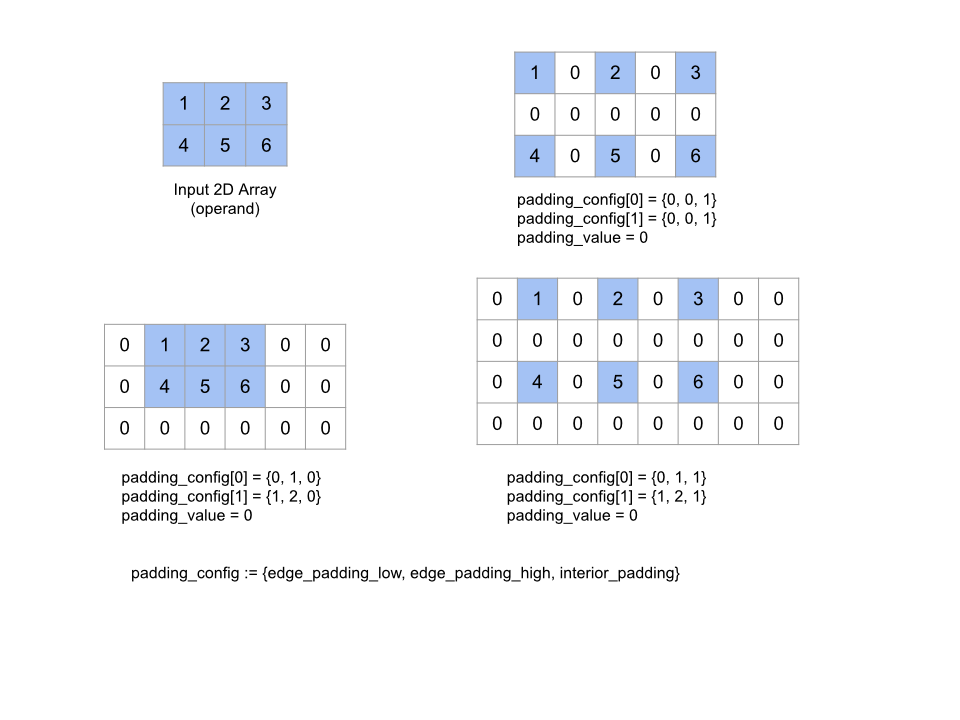 1 2 3
4 5 6
Input 2D Array
(operand)
1 0 2 0 3
0 0 0 0 0
4 0 5 0 6
padding_config[0] = {0, 0, 1}
padding_config[1] = {0, 0, 1}
padding_value = 0
0 1 2 3 0 0
0 4 5 6 0 0
0 0 0 0 0 0
padding_config[0] = {0, 1, 0}
padding_config[1] = {1, 2, 0}
padding_value = 0
0 1 0 2 0 3 0 0
0 0 0 0 0 0 0 0
0 4 0 5 0 6 0 0
0 0 0 0 0 0 0 0
padding_config[0] = {0, 1, 1}
padding_config[1] = {1, 2, 1}
padding_value = 0
padding_config := {edge_padding_low, edge_padding_high, interior_padding}